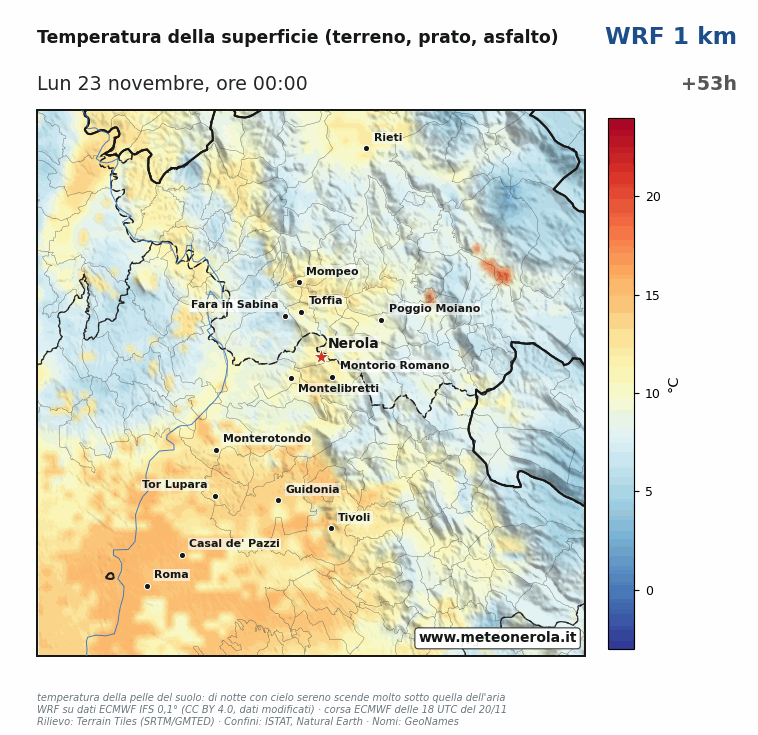 Temperatura della superficie (terreno, prato, asfalto)
WRF 1 km
Lun 23 novembre, ore 00:00
+53h
Rieti
Mompeo
Toffia
Fara in Sabina
Poggio Moiano
Nerola
Montorio Romano
Montelibretti
Monterotondo
Tor Lupara
Guidonia
Tivoli
Casal de' Pazzi
Roma
www.meteonerola.it
20
15
10
5
0
°C
temperatura della pelle del suolo: di notte con cielo sereno scende molto sotto quella dell'aria
WRF su dati ECMWF IFS 0,1° (CC BY 4.0, dati modificati) · corsa ECMWF delle 18 UTC del 20/11
Rilievo: Terrain Tiles (SRTM/GMTED) · Confini: ISTAT, Natural Earth · Nomi: GeoNames